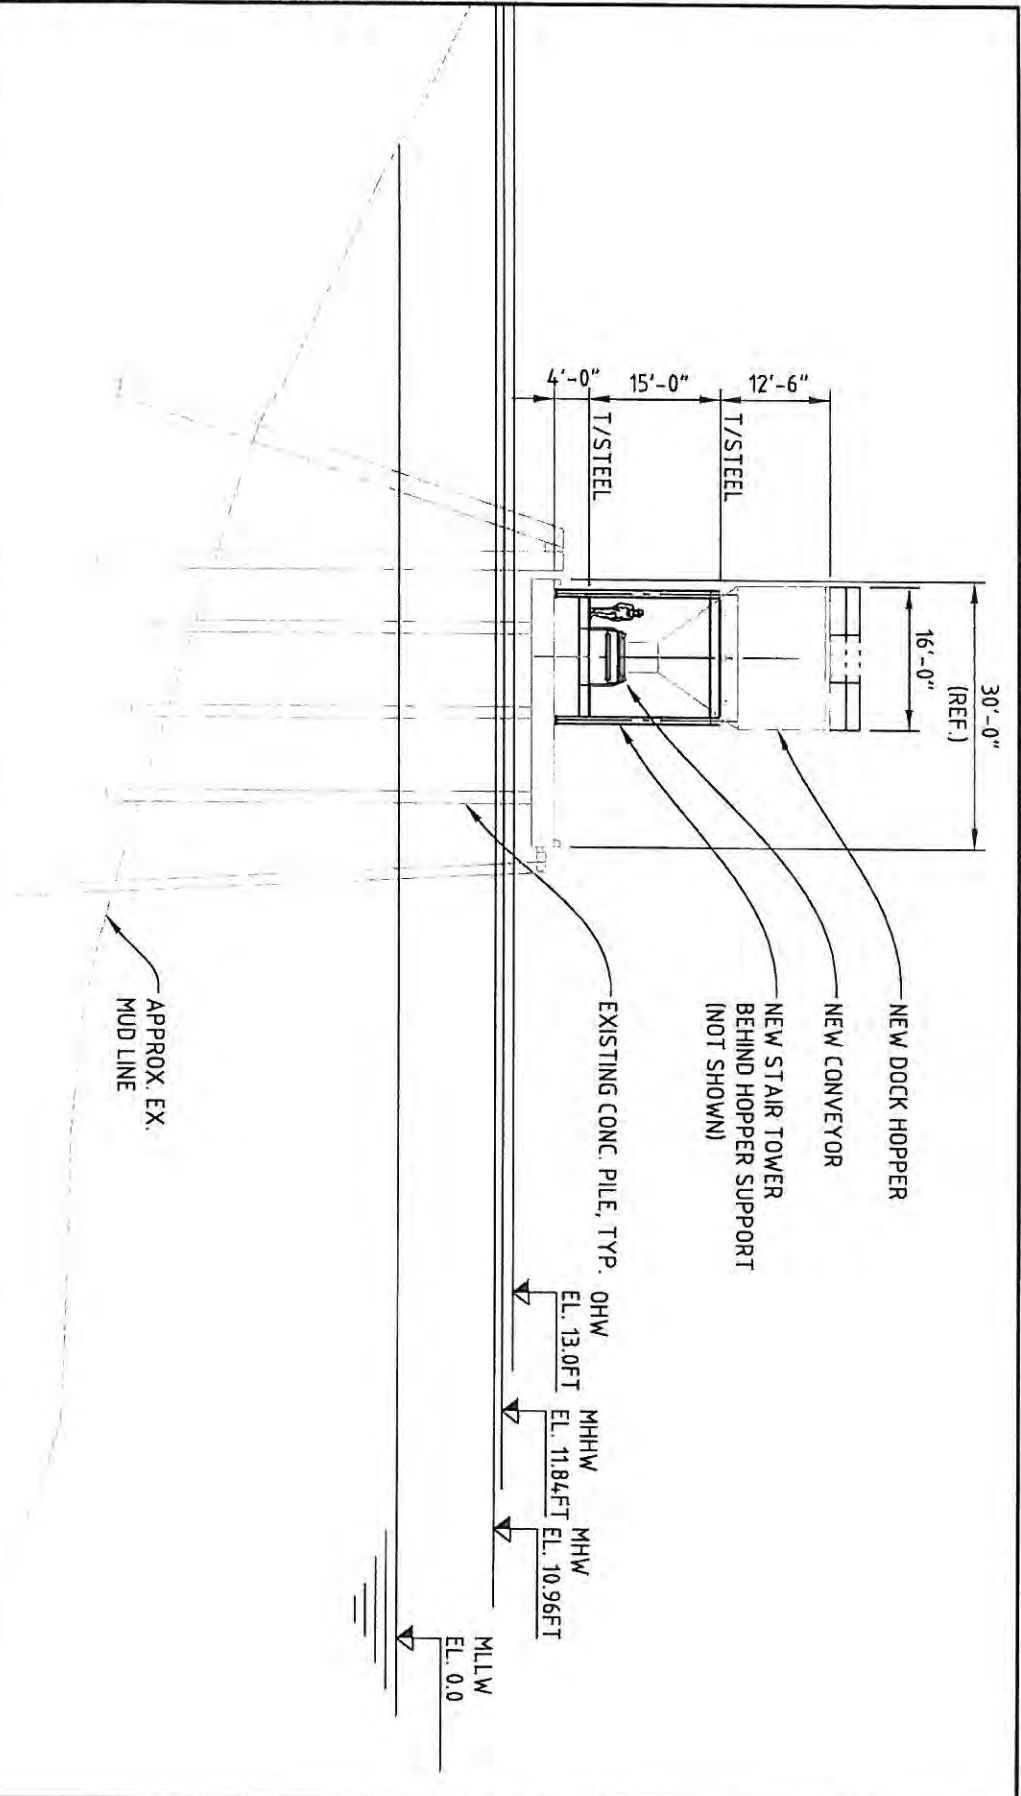 30'-0"
(REF.)
16'-0"
12'-6"
15'-0"
4'-0"
T/STEEL
T/STEEL
NEW DOCK HOPPER
NEW CONVEYOR
NEW STAIR TOWER
BEHIND HOPPER SUPPORT
(NOT SHOWN)
EXISTING CONC. PILE, TYP.
OHW
EL. 13.0FT
MHHW
EL. 11.84FT
MHW
EL. 10.96FT
MLLW
EL. 0.0
APPROX. EX.
MUD LINE